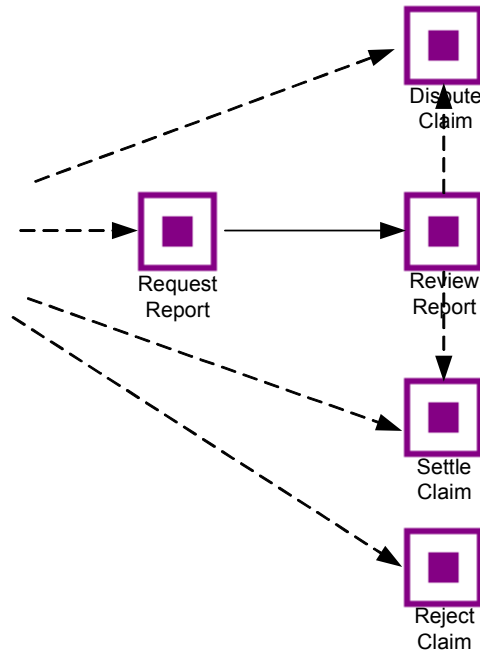 Dispute
Claim
Request
Report
Review
Report
Settle
Claim
Reject
Claim